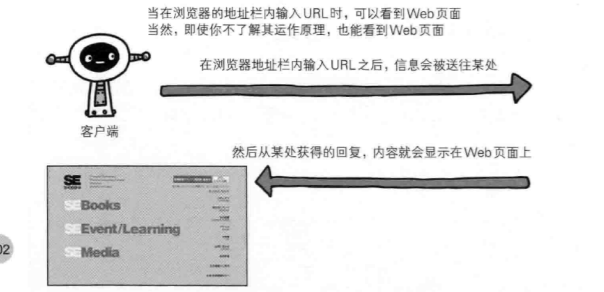 当在浏览器的地址栏内输入URL时，可以看到Web页面
当然，即使你不了解其运作原理，也能看到Web页面
在浏览器地址栏内输入URL之后，信息会被送往某处
客户端
然后从某处获得的回复，内容就会显示在Web页面上
SE
SEBooks
SEEvent/Learning
SEMedia
02